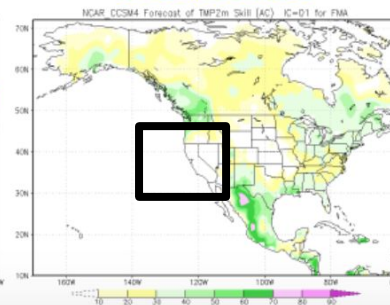 NCAR CCSM4 Forecast of TMP2m Skill (AC) IC=01 for FMA
70N
60N
50N
40N
30N
20N
10N
160W 140W 120W 100W 80W
10 20 30 40 50 60 70 80 90